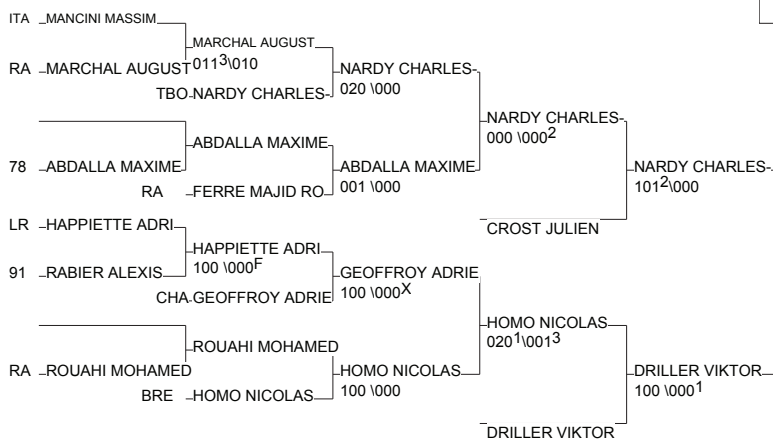 ITA MANCINI MASSIM
MARCHAL AUGUST
011³\010
RA MARCHAL AUGUST
NARDY CHARLES-
020 \000
TBO NARDY CHARLES-
NARDY CHARLES-
000 \000²
ABDALLA MAXIME
78 ABDALLA MAXIME
ABDALLA MAXIME
001 \000
NARDY CHARLES-
101²\000
RA FERRE MAJID RO
CROST JULIEN
LR HAPPIETTE ADRI
HAPPIETTE ADRI
100 \000F
91 RABIER ALEXIS
GEOFFROY ADRIE
100 \000X
CHA GEOFFROY ADRIE
HOMO NICOLAS
020¹\001³
ROUAHI MOHAMED
RA ROUAHI MOHAMED
HOMO NICOLAS
100 \000
DRILLER VIKTOR
100 \000¹
BRE HOMO NICOLAS
DRILLER VIKTOR